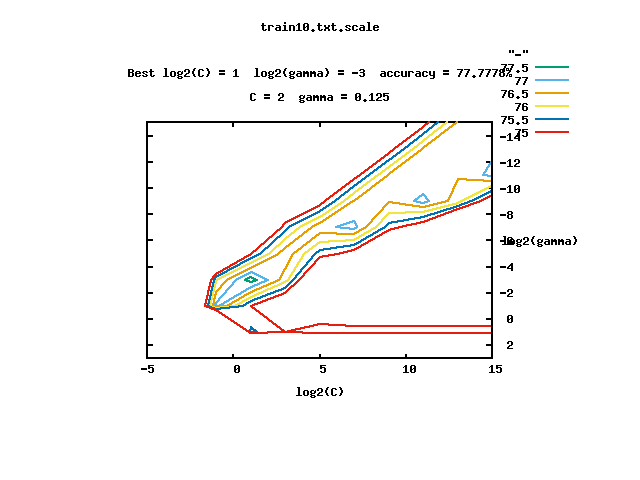 train10.txt.scale
"-"
Best log2(C) = 1  log2(gamma) = -3  accuracy = 77.7778%
77.5
77
C = 2  gamma = 0.125
76.5
76
75.5
75
-14
-12
-10
-8
-6
log2(gamma)
-4
-2
0
2
-5 0 5 10 15
log2(C)